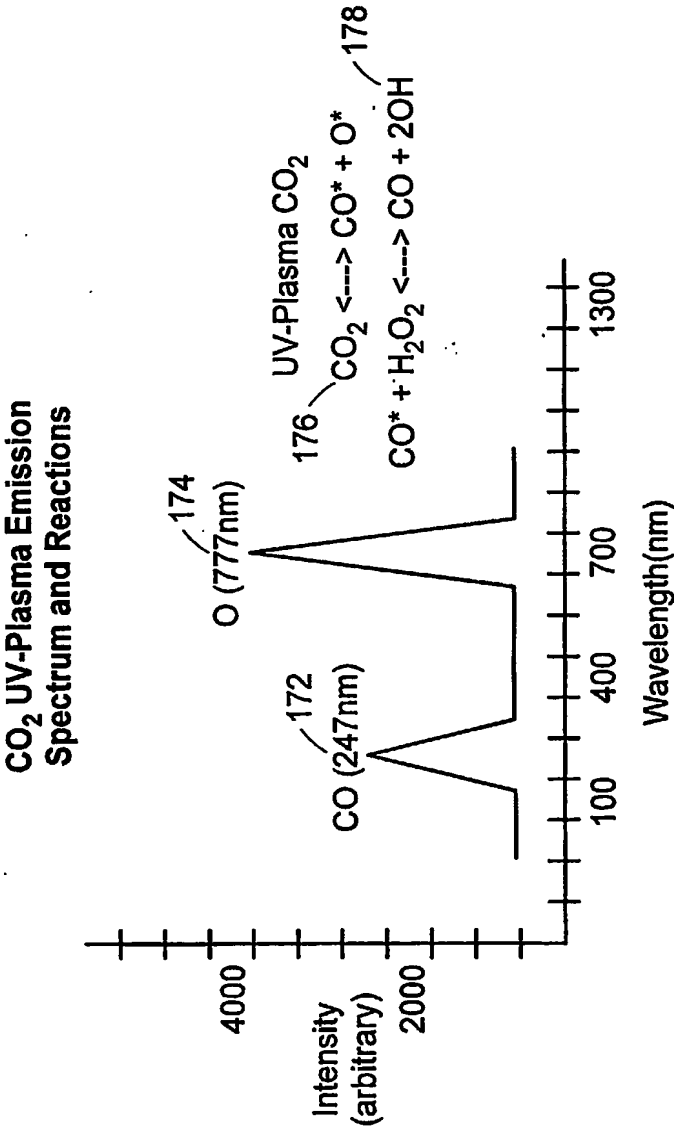 CO₂ UV-Plasma Emission
Spectrum and Reactions
174
O (777nm)
172
CO (247nm)
UV-Plasma CO₂
176
CO₂ <---> CO* + O*
CO* + H₂O₂ <---> CO + 2OH
178
4000
Intensity
(arbitrary)
2000
100
400
700
1300
Wavelength(nm)